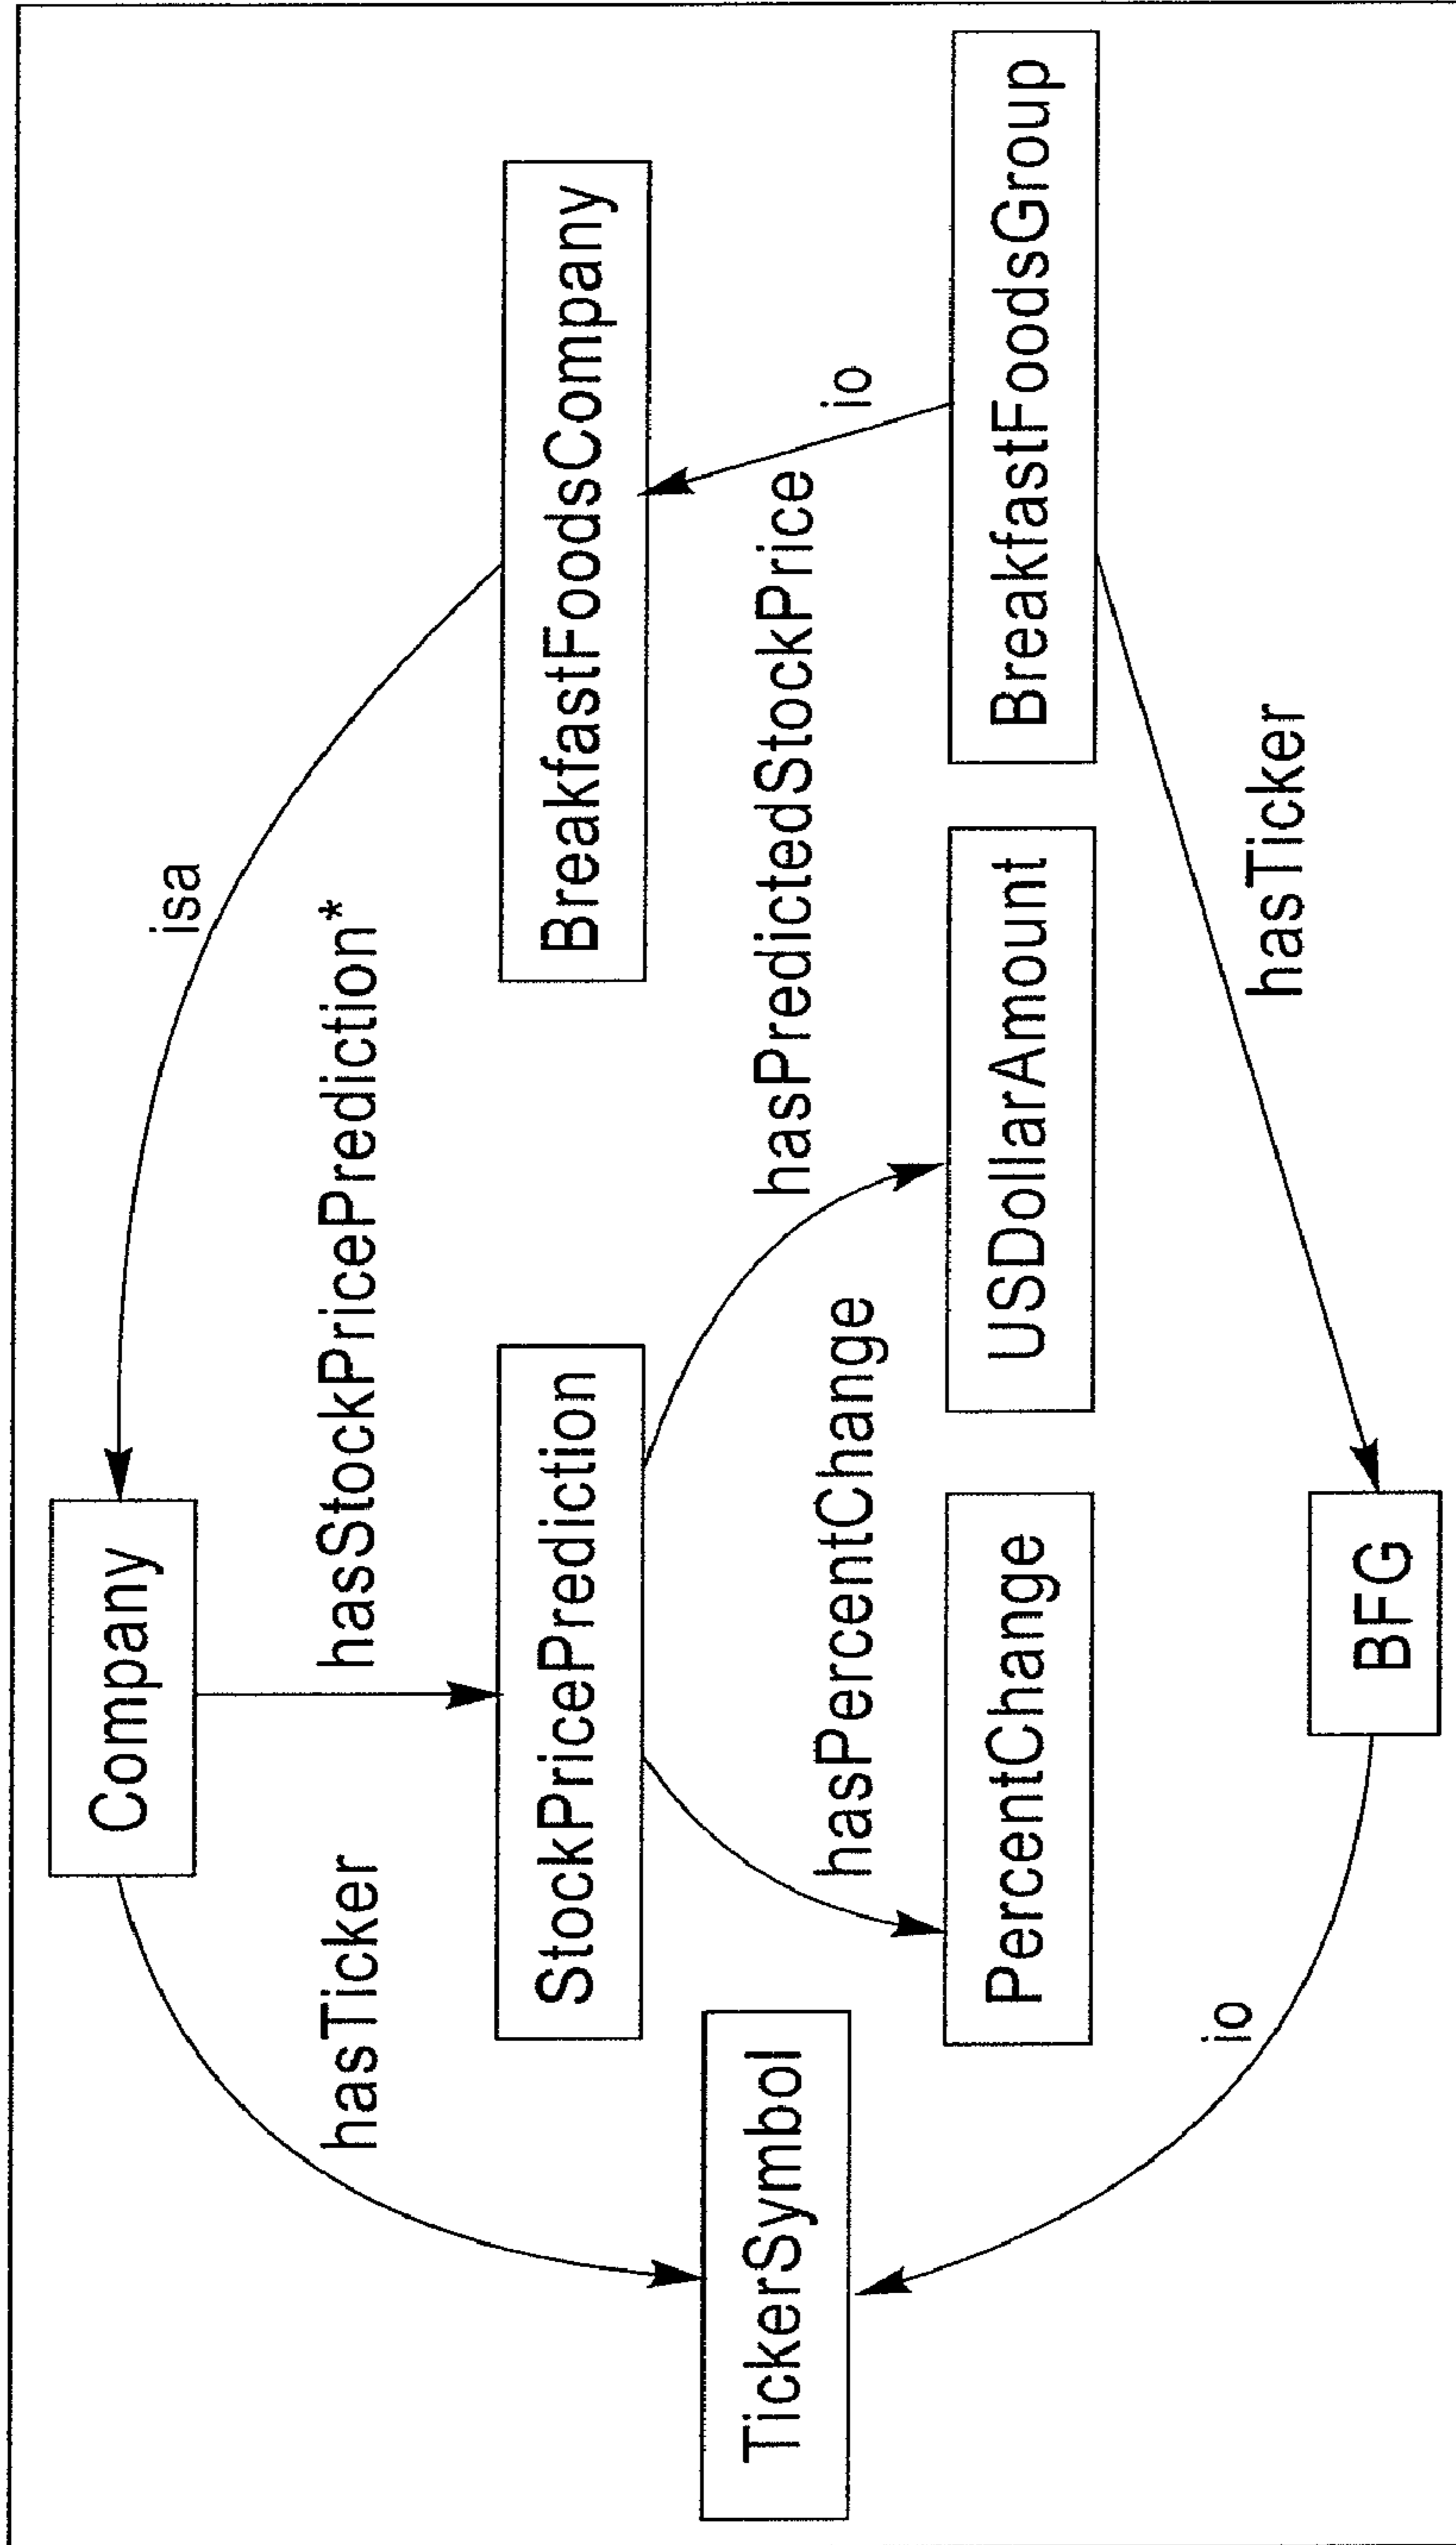 Company
isa
hasTicker
hasStockPricePrediction*
StockPricePrediction
BreakfastFoodsCompany
TickerSymbol
hasPercentChange
hasPredictedStockPrice
io
PercentChange
USDollarAmount
BreakfastFoodsGroup
io
hasTicker
BFG